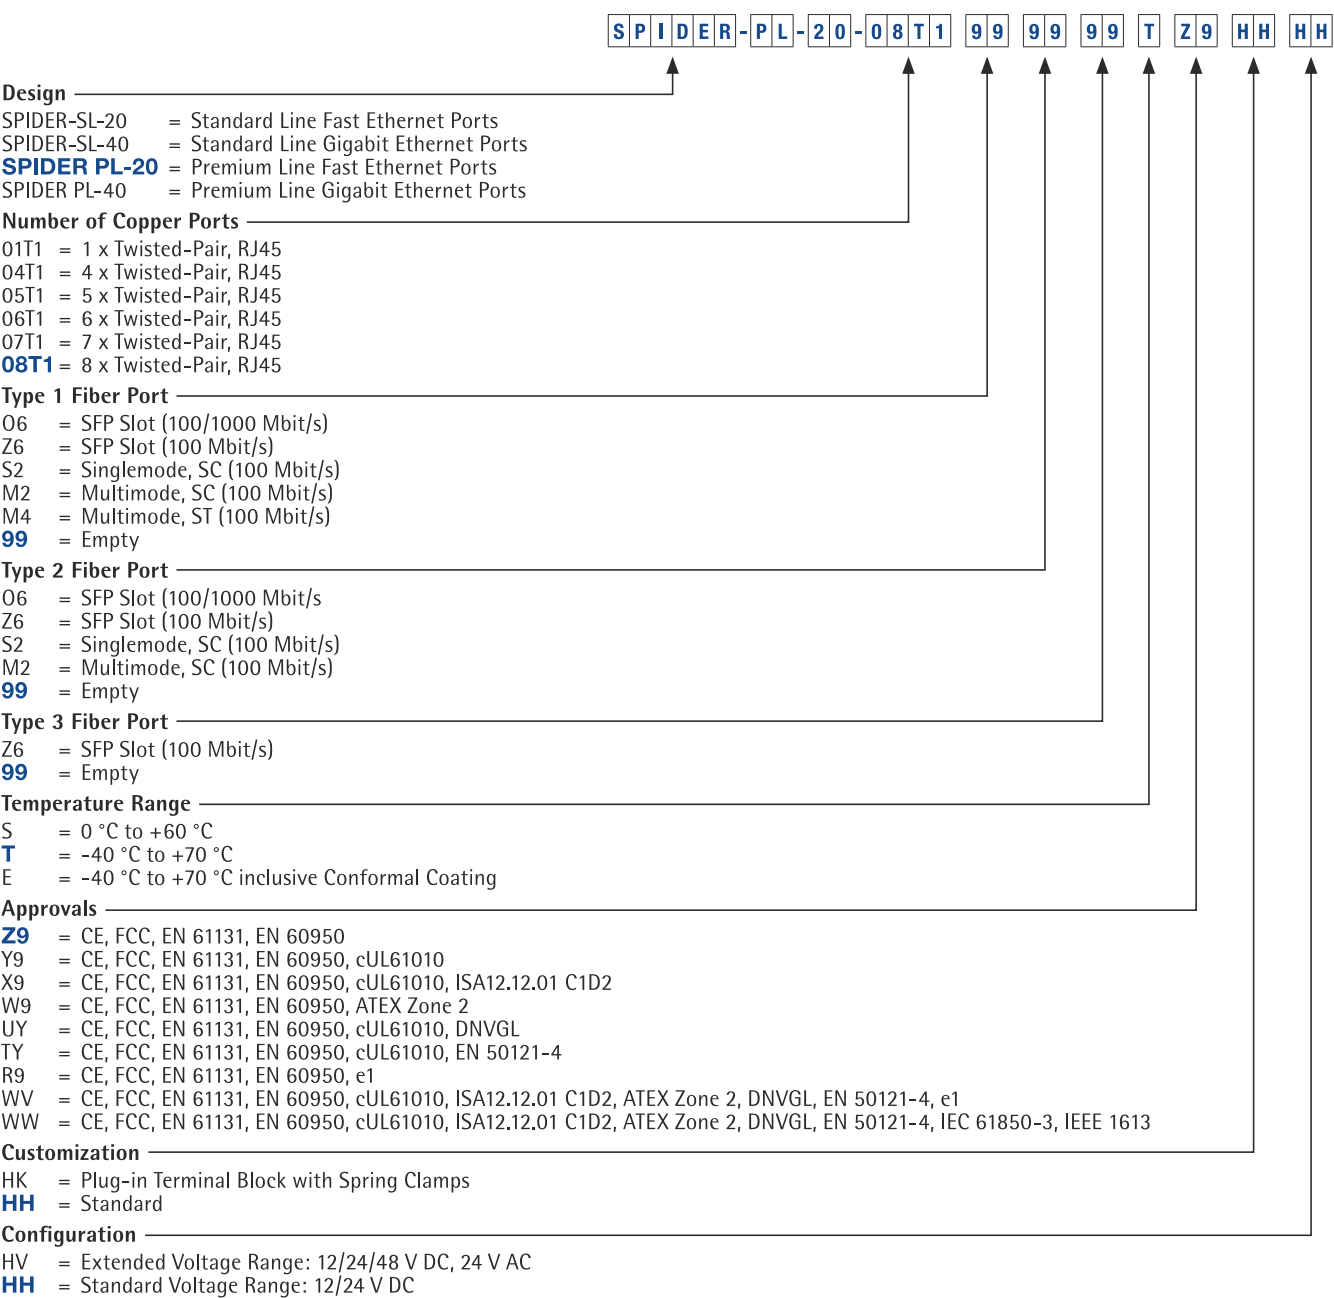 SPIDER-PL-20-08T1 99 99 99 T Z9 HH HH
Design
SPIDER-SL-20 = Standard Line Fast Ethernet Ports
SPIDER-SL-40 = Standard Line Gigabit Ethernet Ports
SPIDER PL-20 = Premium Line Fast Ethernet Ports
SPIDER PL-40 = Premium Line Gigabit Ethernet Ports
Number of Copper Ports
01T1 = 1 x Twisted-Pair, RJ45
04T1 = 4 x Twisted-Pair, RJ45
05T1 = 5 x Twisted-Pair, RJ45
06T1 = 6 x Twisted-Pair, RJ45
07T1 = 7 x Twisted-Pair, RJ45
08T1 = 8 x Twisted-Pair, RJ45
Type 1 Fiber Port
O6 = SFP Slot (100/1000 Mbit/s)
Z6 = SFP Slot (100 Mbit/s)
S2 = Singlemode, SC (100 Mbit/s)
M2 = Multimode, SC (100 Mbit/s)
M4 = Multimode, ST (100 Mbit/s)
99 = Empty
Type 2 Fiber Port
O6 = SFP Slot (100/1000 Mbit/s
Z6 = SFP Slot (100 Mbit/s)
S2 = Singlemode, SC (100 Mbit/s)
M2 = Multimode, SC (100 Mbit/s)
99 = Empty
Type 3 Fiber Port
Z6 = SFP Slot (100 Mbit/s)
99 = Empty
Temperature Range
S = 0 °C to +60 °C
T = -40 °C to +70 °C
E = -40 °C to +70 °C inclusive Conformal Coating
Approvals
Z9 = CE, FCC, EN 61131, EN 60950
Y9 = CE, FCC, EN 61131, EN 60950, cUL61010
X9 = CE, FCC, EN 61131, EN 60950, cUL61010, ISA12.12.01 C1D2
W9 = CE, FCC, EN 61131, EN 60950, ATEX Zone 2
UY = CE, FCC, EN 61131, EN 60950, cUL61010, DNVGL
TY = CE, FCC, EN 61131, EN 60950, cUL61010, EN 50121-4
R9 = CE, FCC, EN 61131, EN 60950, e1
WV = CE, FCC, EN 61131, EN 60950, cUL61010, ISA12.12.01 C1D2, ATEX Zone 2, DNVGL, EN 50121-4, e1
WW = CE, FCC, EN 61131, EN 60950, cUL61010, ISA12.12.01 C1D2, ATEX Zone 2, DNVGL, EN 50121-4, IEC 61850-3, IEEE 1613
Customization
HK = Plug-in Terminal Block with Spring Clamps
HH = Standard
Configuration
HV = Extended Voltage Range: 12/24/48 V DC, 24 V AC
HH = Standard Voltage Range: 12/24 V DC